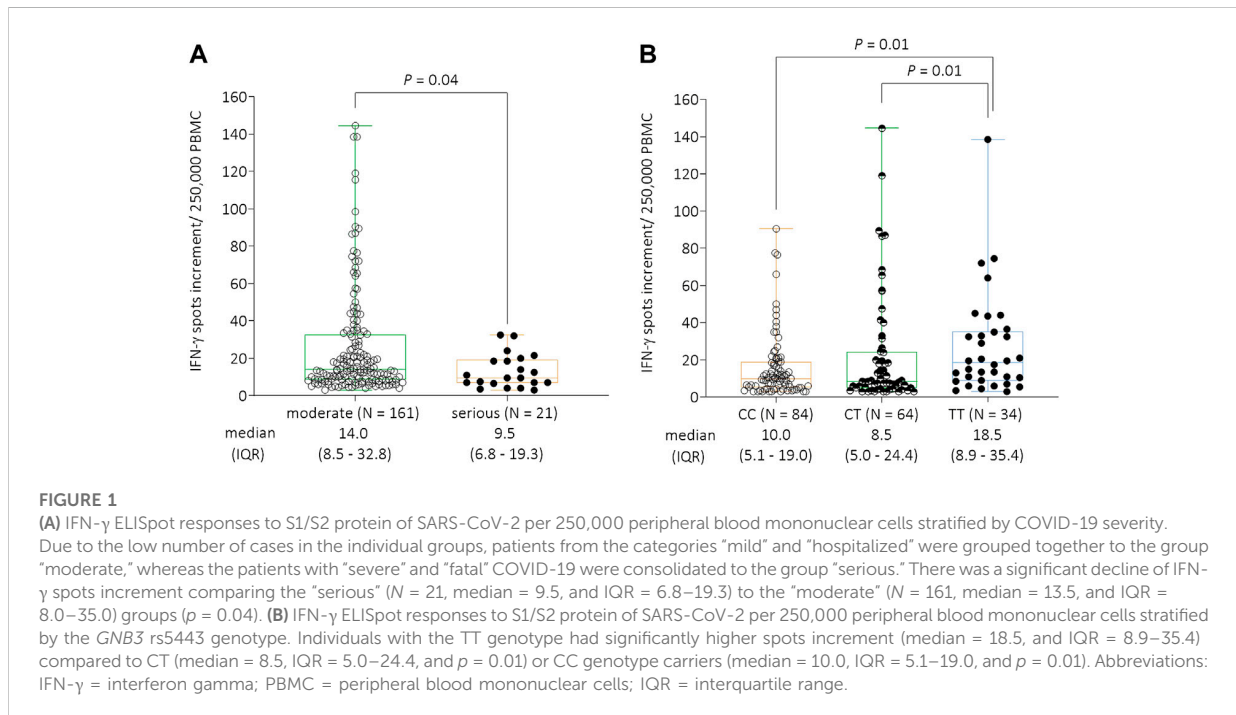 A
B
P = 0.04
P = 0.01
P = 0.01
IFN-γ spots increment/ 250,000 PBMC
160
140
120
100
80
60
40
20
0
moderate (N = 161) serious (N = 21)
median 14.0 9.5
(IQR) (8.5 - 32.8) (6.8 - 19.3)
IFN-γ spots increment/ 250,000 PBMC
160
140
120
100
80
60
40
20
0
CC (N = 84) CT (N = 64) TT (N = 34)
median 10.0 8.5 18.5
(IQR) (5.1 - 19.0) (5.0 - 24.4) (8.9 - 35.4)
FIGURE 1
(A) IFN-γ ELISpot responses to S1/S2 protein of SARS-CoV-2 per 250,000 peripheral blood mononuclear cells stratified by COVID-19 severity.
Due to the low number of cases in the individual groups, patients from the categories “mild” and “hospitalized” were grouped together to the group
“moderate,” whereas the patients with “severe” and “fatal” COVID-19 were consolidated to the group “serious.” There was a significant decline of IFN-
γ spots increment comparing the “serious” (N = 21, median = 9.5, and IQR = 6.8–19.3) to the “moderate” (N = 161, median = 13.5, and IQR =
8.0–35.0) groups (p = 0.04). (B) IFN-γ ELISpot responses to S1/S2 protein of SARS-CoV-2 per 250,000 peripheral blood mononuclear cells stratified
by the GNB3 rs5443 genotype. Individuals with the TT genotype had significantly higher spots increment (median = 18.5, and IQR = 8.9–35.4)
compared to CT (median = 8.5, IQR = 5.0–24.4, and p = 0.01) or CC genotype carriers (median = 10.0, IQR = 5.1–19.0, and p = 0.01). Abbreviations:
IFN-γ = interferon gamma; PBMC = peripheral blood mononuclear cells; IQR = interquartile range.